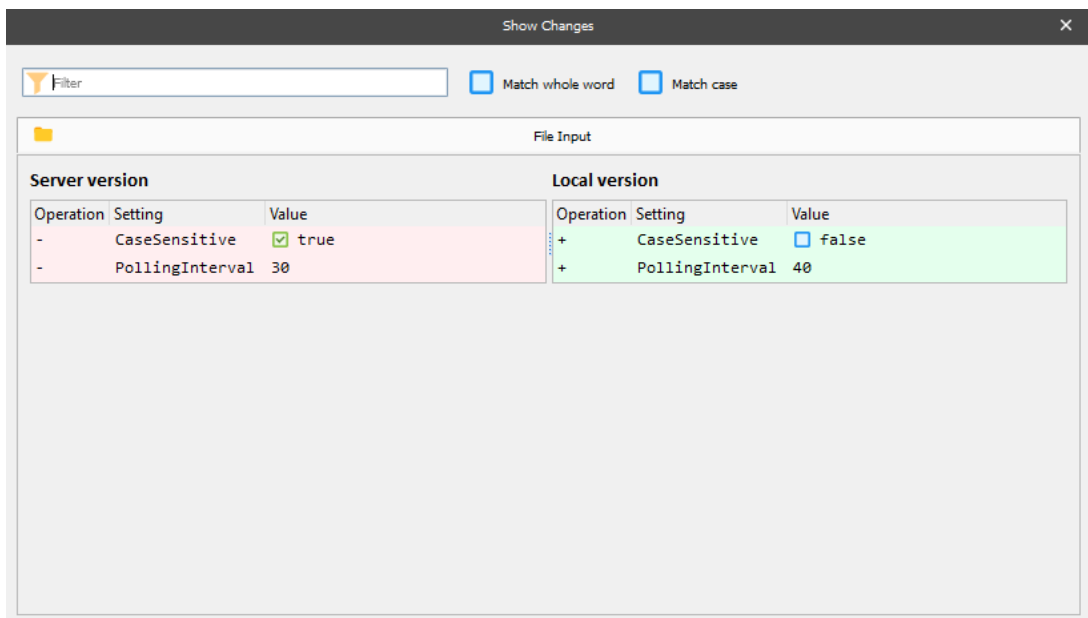 Show Changes
Filter
Match whole word Match case
File Input
Server version Local version
Operation Setting Value Operation Setting Value
- CaseSensitive true + CaseSensitive false
- PollingInterval 30 + PollingInterval 40